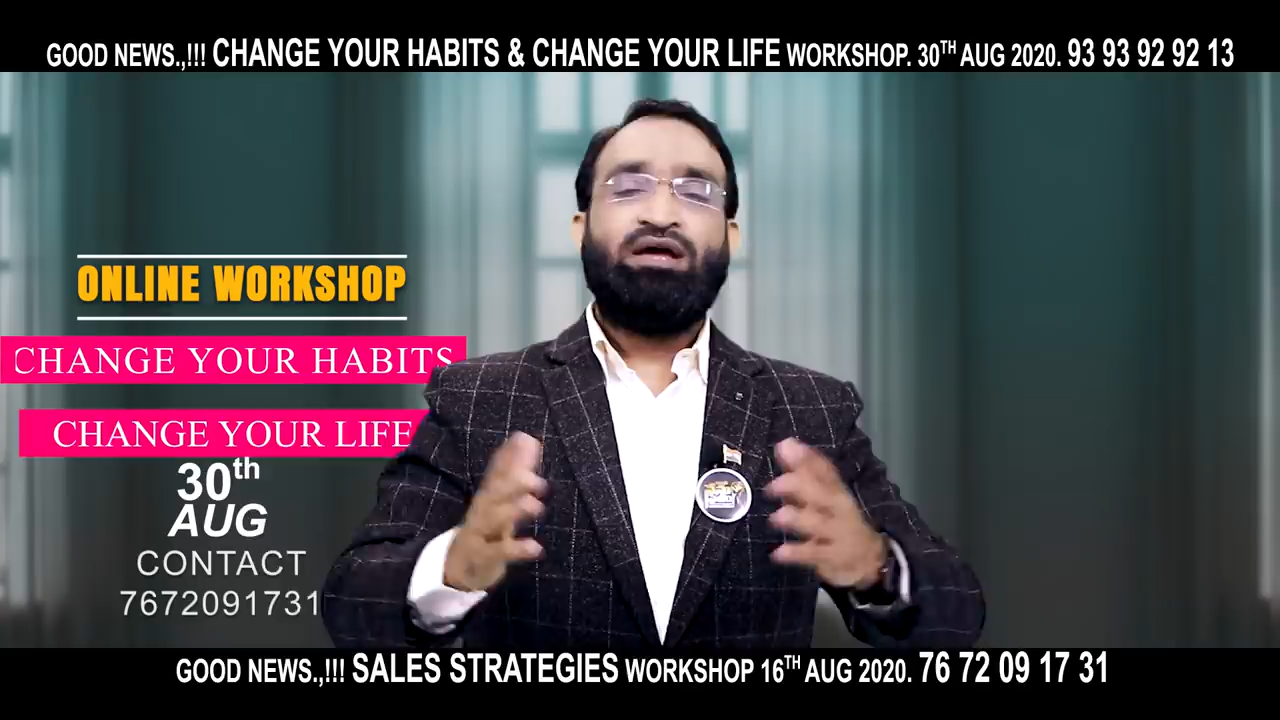 GOOD NEWS.,!!! CHANGE YOUR HABITS & CHANGE YOUR LIFE WORKSHOP. 30TH AUG 2020. 93 93 92 92 13
ONLINE WORKSHOP
CHANGE YOUR HABITS
CHANGE YOUR LIFE
30th
AUG
CONTACT
7672091731
GOOD NEWS.,!!! SALES STRATEGIES WORKSHOP 16TH AUG 2020. 76 72 09 17 31